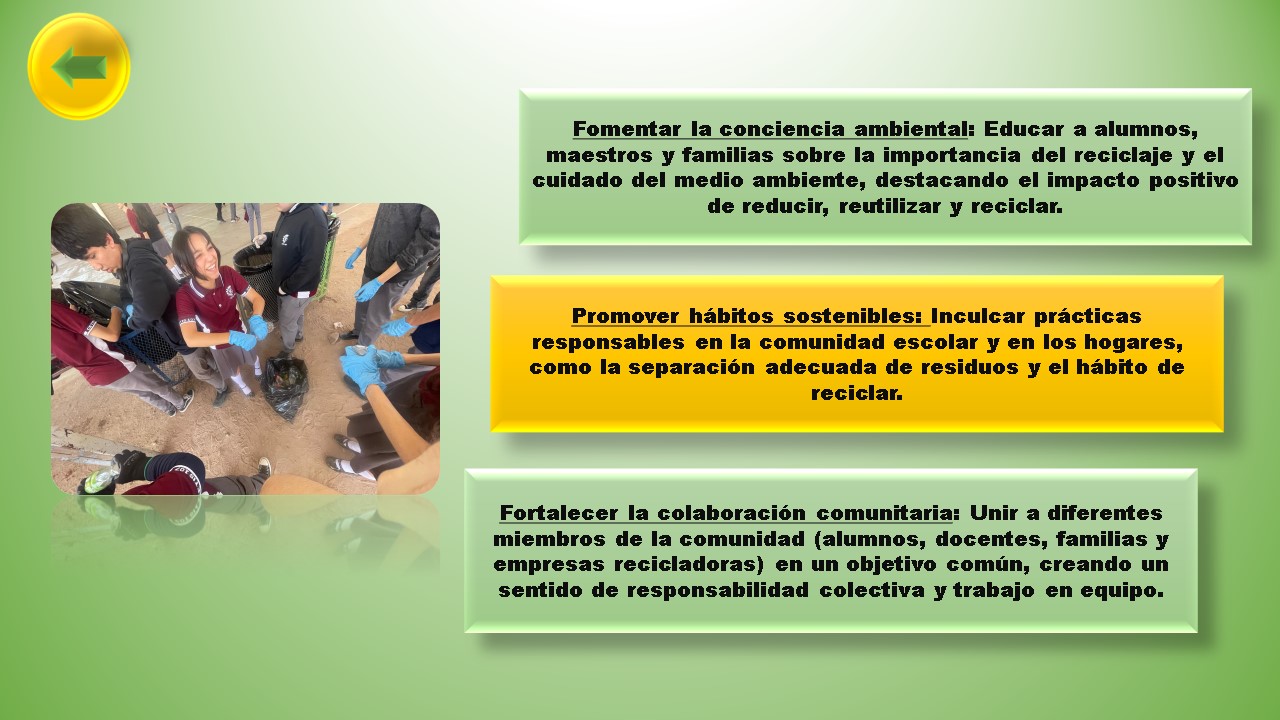 Fomentar la conciencia ambiental: Educar a alumnos,
maestros y familias sobre la importancia del reciclaje y el
cuidado del medio ambiente, destacando el impacto positivo
de reducir, reutilizar y reciclar.
Promover hábitos sostenibles: Inculcar prácticas
responsables en la comunidad escolar y en los hogares,
como la separación adecuada de residuos y el hábito de
reciclar.
Fortalecer la colaboración comunitaria: Unir a diferentes
miembros de la comunidad (alumnos, docentes, familias y
empresas recicladoras) en un objetivo común, creando un
sentido de responsabilidad colectiva y trabajo en equipo.